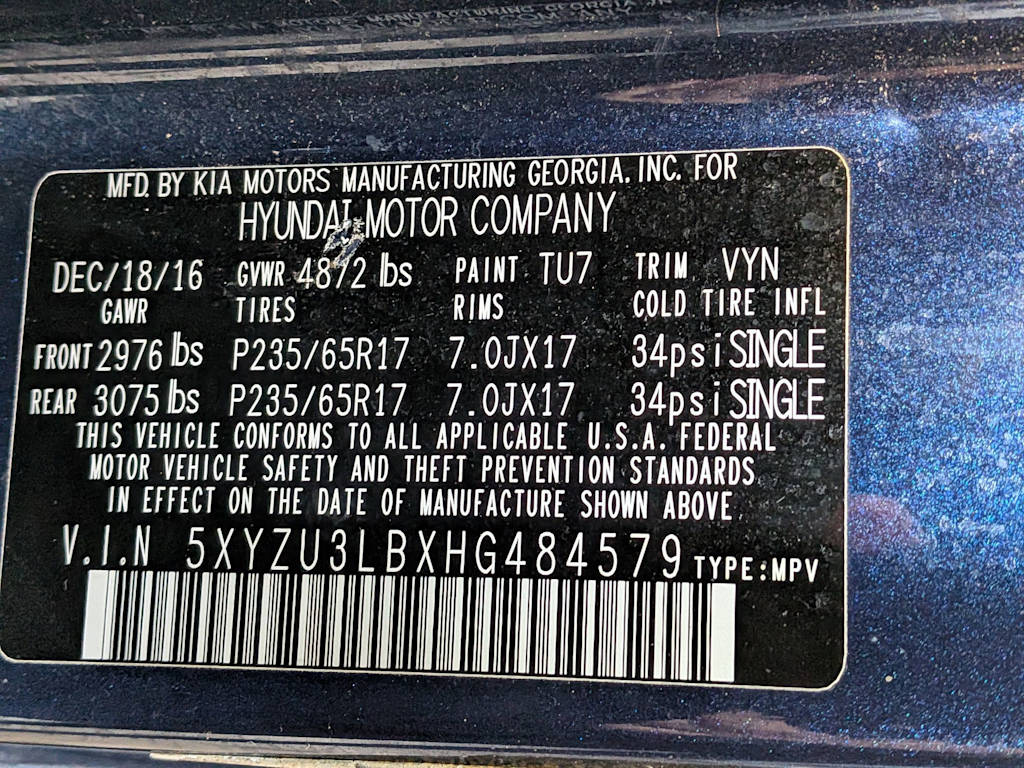 MFD. BY KIA MOTORS MANUFACTURING GEORGIA. INC. FOR
HYUNDAI MOTOR COMPANY
DEC/18/16 GVWR 4872 lbs PAINT TU7 TRIM VYN
GAWR TIRES RIMS COLD TIRE INFL
FRONT 2976 lbs P235/65R17 7.0JX17 34psi SINGLE
REAR 3075 lbs P235/65R17 7.0JX17 34psi SINGLE
THIS VEHICLE CONFORMS TO ALL APPLICABLE U.S.A. FEDERAL
MOTOR VEHICLE SAFETY AND THEFT PREVENTION STANDARDS
IN EFFECT ON THE DATE OF MANUFACTURE SHOWN ABOVE
V.I.N 5XYZU3LBXHG484579 TYPE:MPV